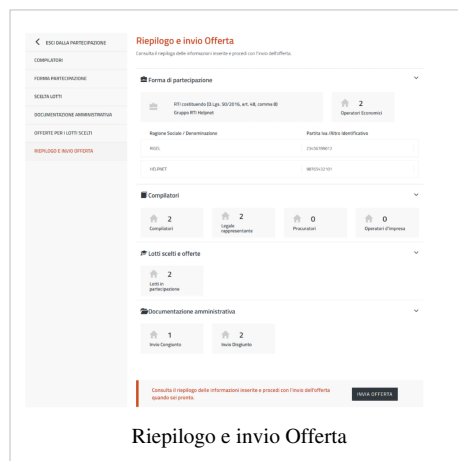 ESCI DALLA PARTECIPAZIONE
COMPILATORI
FORMA PARTECIPAZIONE
SCELTA LOTTI
DOCUMENTAZIONE AMMINISTRATIVA
OFFERTE PER I LOTTI SCELTI
RIEPILOGO E INVIO OFFERTA
Riepilogo e invio Offerta
Consulta il riepilogo delle informazioni inserite e procedi con l'invio dell'offerta.
Forma di partecipazione
RTI costituendo (D.Lgs. 50/2016, art. 48, comma 8)
Gruppo RTI Helpnet
2
Operatori Economici
Ragione Sociale / Denominazione
Partita Iva /Altro Identificativo
RIGEL
HELPNET
Compilatori
2
Compilatori
2
Legale
rappresentante
0
Procuratori
0
Operatori d'impresa
Lotti scelti e offerte
2
Lotti in
partecipazione
Documentazione amministrativa
1
Invio Congiunto
2
Invio Disgiunto
Consulta il riepilogo delle informazioni inserite e procedi con l'invio dell'offerta
quando sei pronto.
INVIA OFFERTA
Riepilogo e invio Offerta